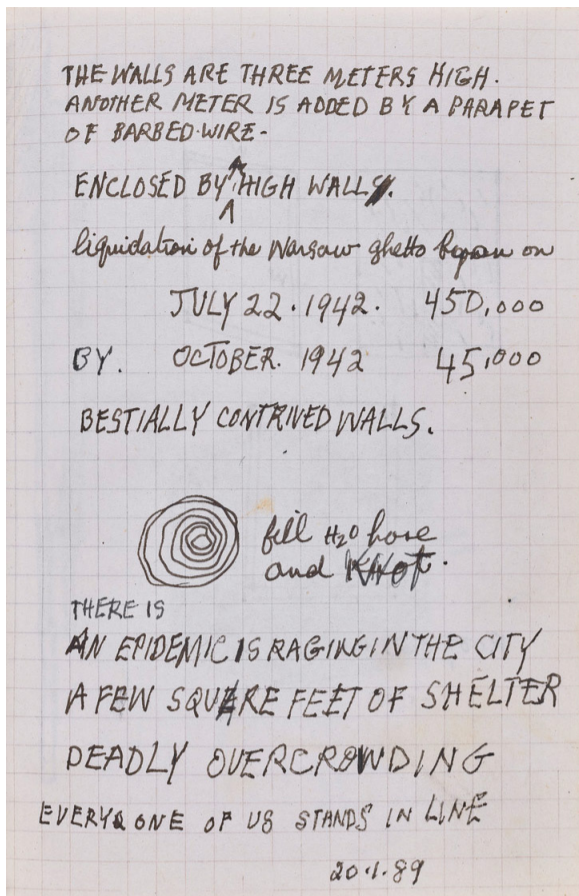 THE WALLS ARE THREE METERS HIGH.
ANOTHER METER IS ADDED BY A PARAPET
OF BARBED-WIRE-
ENCLOSED BY HIGH WALLS.
liquidation of the Warsaw ghetto began on
JULY 22.1942. 450,000
BY. OCTOBER. 1942 45,000
BESTIALLY CONTRIVED WALLS.
fill H2O hose
and KNOT.
THERE IS
AN EPIDEMIC IS RAGING IN THE CITY
A FEW SQUARE FEET OF SHELTER
DEADLY OVERCROWDING
EVERY ONE OF US STANDS IN LINE
20.1.89